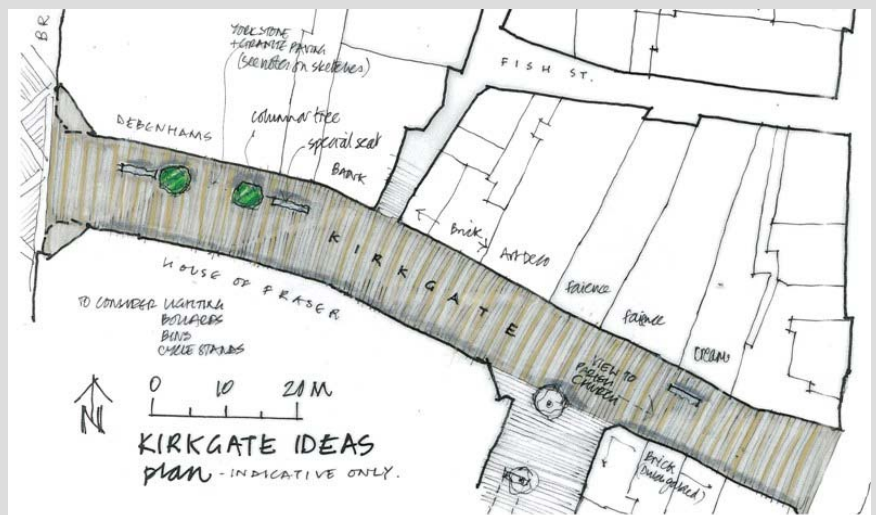 BR
YORKSTONE
+ GRANITE PAVING
(see notes on sketches)
FISH ST.
DEBENHAMS
columnar tree
special seat
BANK
Brick
Art Deco
KIRKGATE
HOUSE OF FRASER
faience
faience
cream
TO CONSIDER LIGHTING
BOLLARDS
BINS
CYCLE STANDS
VIEW TO
PARISH
CHURCH
0 10 20 M
N
KIRKGATE IDEAS
plan - INDICATIVE ONLY.
Brick